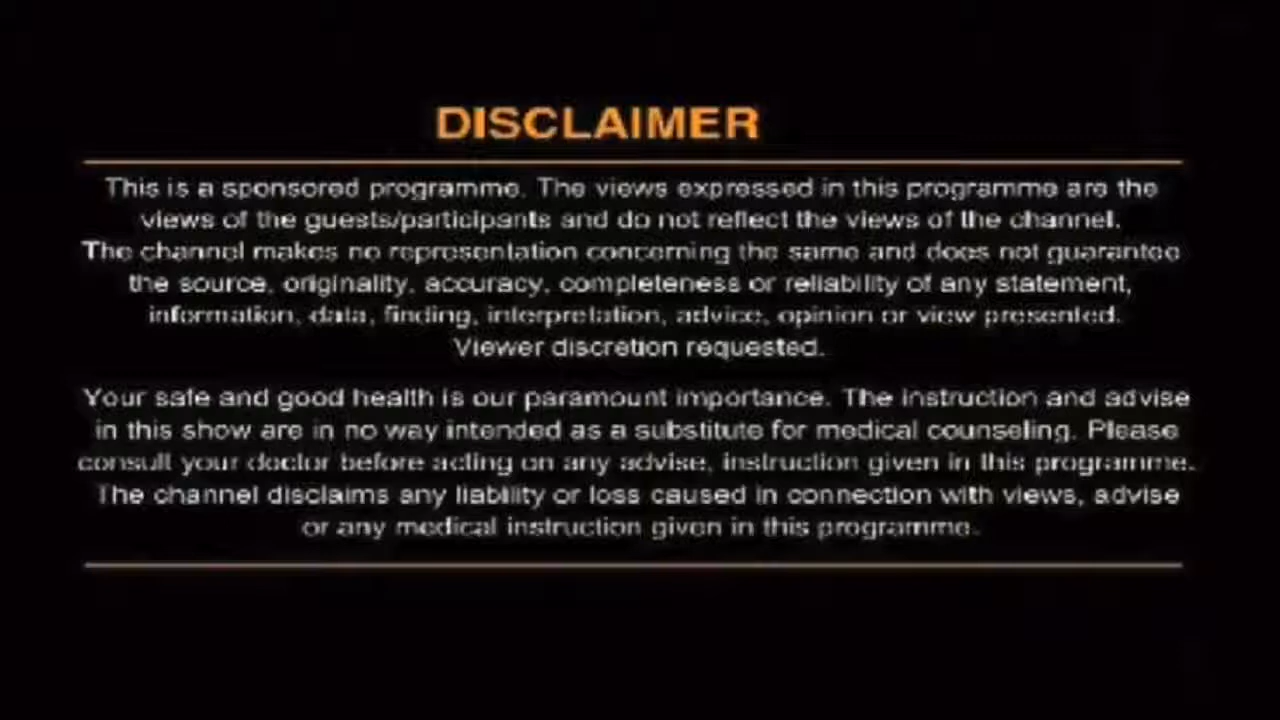 DISCLAIMER
This is a sponsored programme. The views expressed in this programme are the
views of the guests/participants and do not reflect the views of the channel.
The channel makes no representation concerning the same and does not guarantee
the source, originality, accuracy, completeness or reliability of any statement,
information, data, finding, interpretation, advice, opinion or view presented.
Viewer discretion requested.
Your safe and good health is our paramount importance. The instruction and advise
in this show are in no way intended as a substitute for medical counseling. Please
consult your doctor before acting on any advise, instruction given in this programme.
The channel disclaims any liability or loss caused in connection with views, advise
or any medical instruction given in this programme.